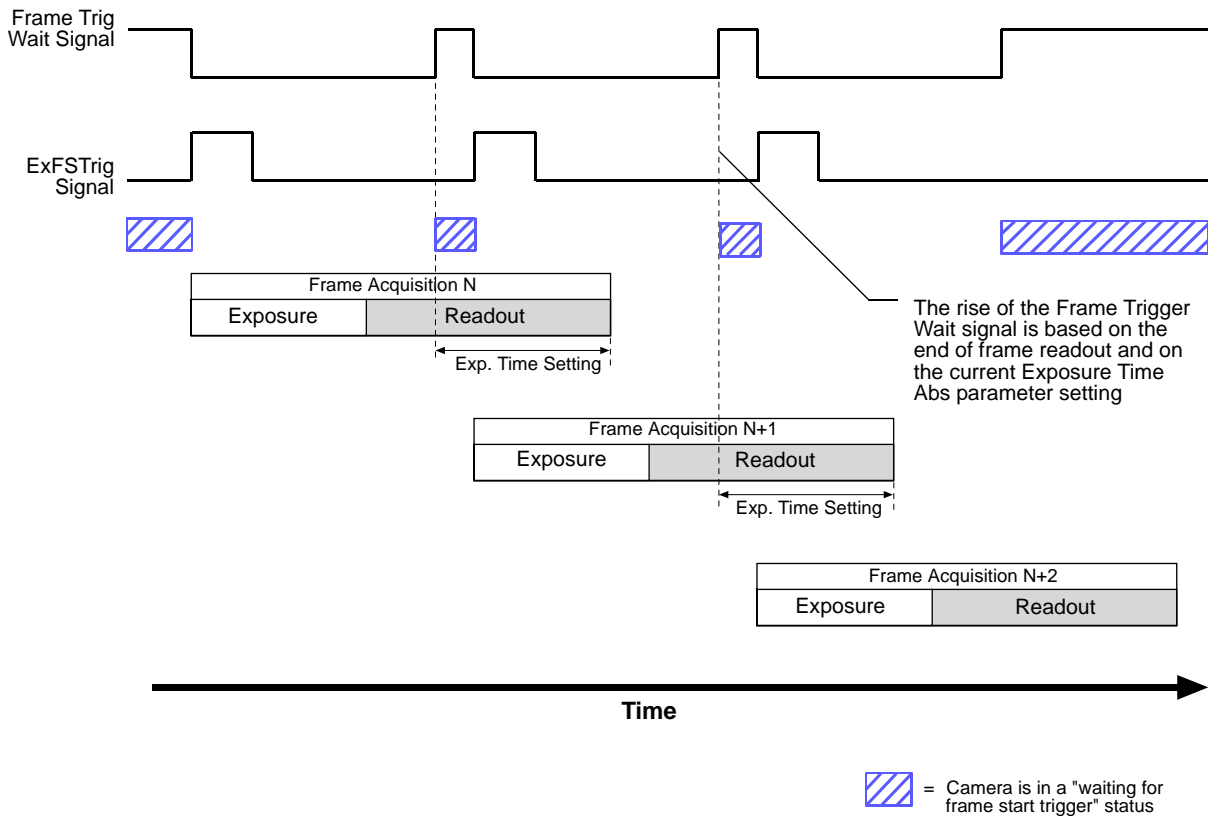 Frame Trig
Wait Signal
ExFSTrig
Signal
Frame Acquisition N
Exposure
Readout
Exp. Time Setting
The rise of the Frame Trigger
Wait signal is based on the
end of frame readout and on
the current Exposure Time
Abs parameter setting
Frame Acquisition N+1
Exposure
Readout
Exp. Time Setting
Frame Acquisition N+2
Exposure
Readout
Time
= Camera is in a "waiting for
frame start trigger" status